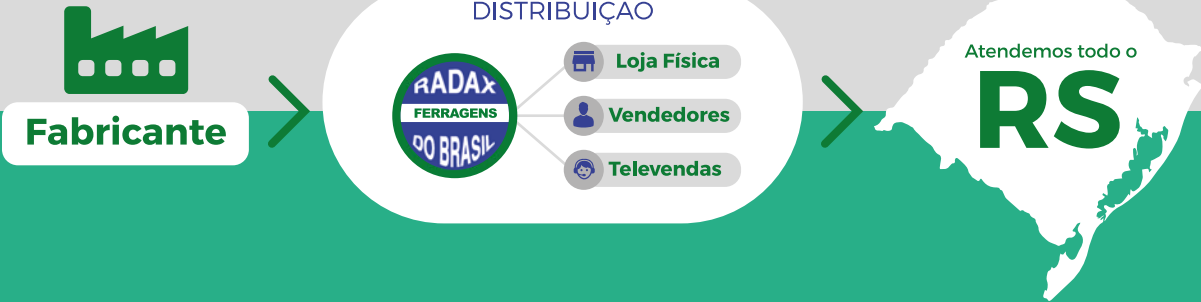 DISTRIBUIÇÃO
Fabricante
RADAX
FERRAGENS
DO BRASIL
Loja Física
Vendedores
Televendas
Atendemos todo o
RS